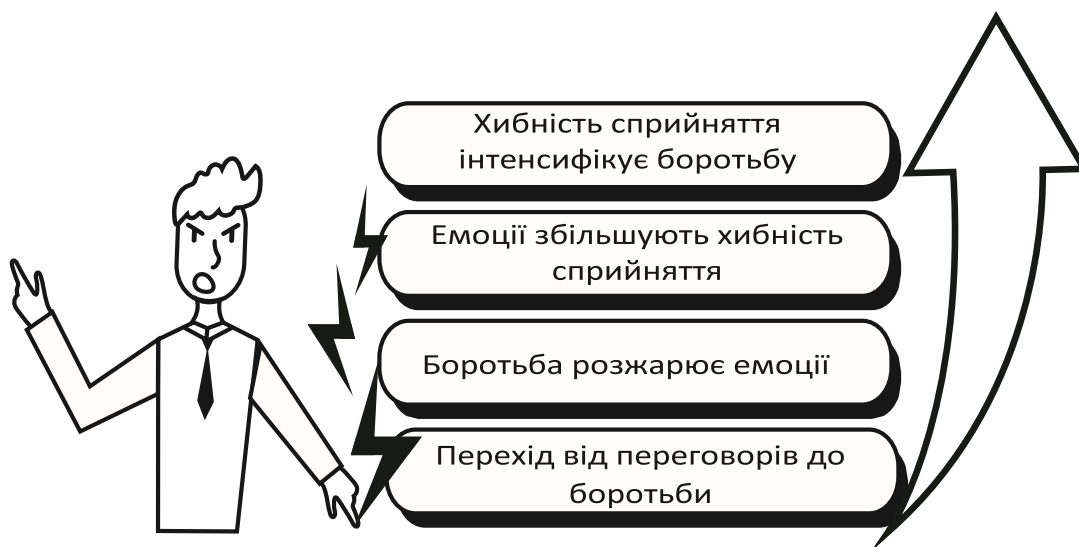 Хибність сприйняття
інтенсифікує боротьбу
Емоції збільшують хибність
сприйняття
Боротьба розжарює емоції
Перехід від переговорів до
боротьби